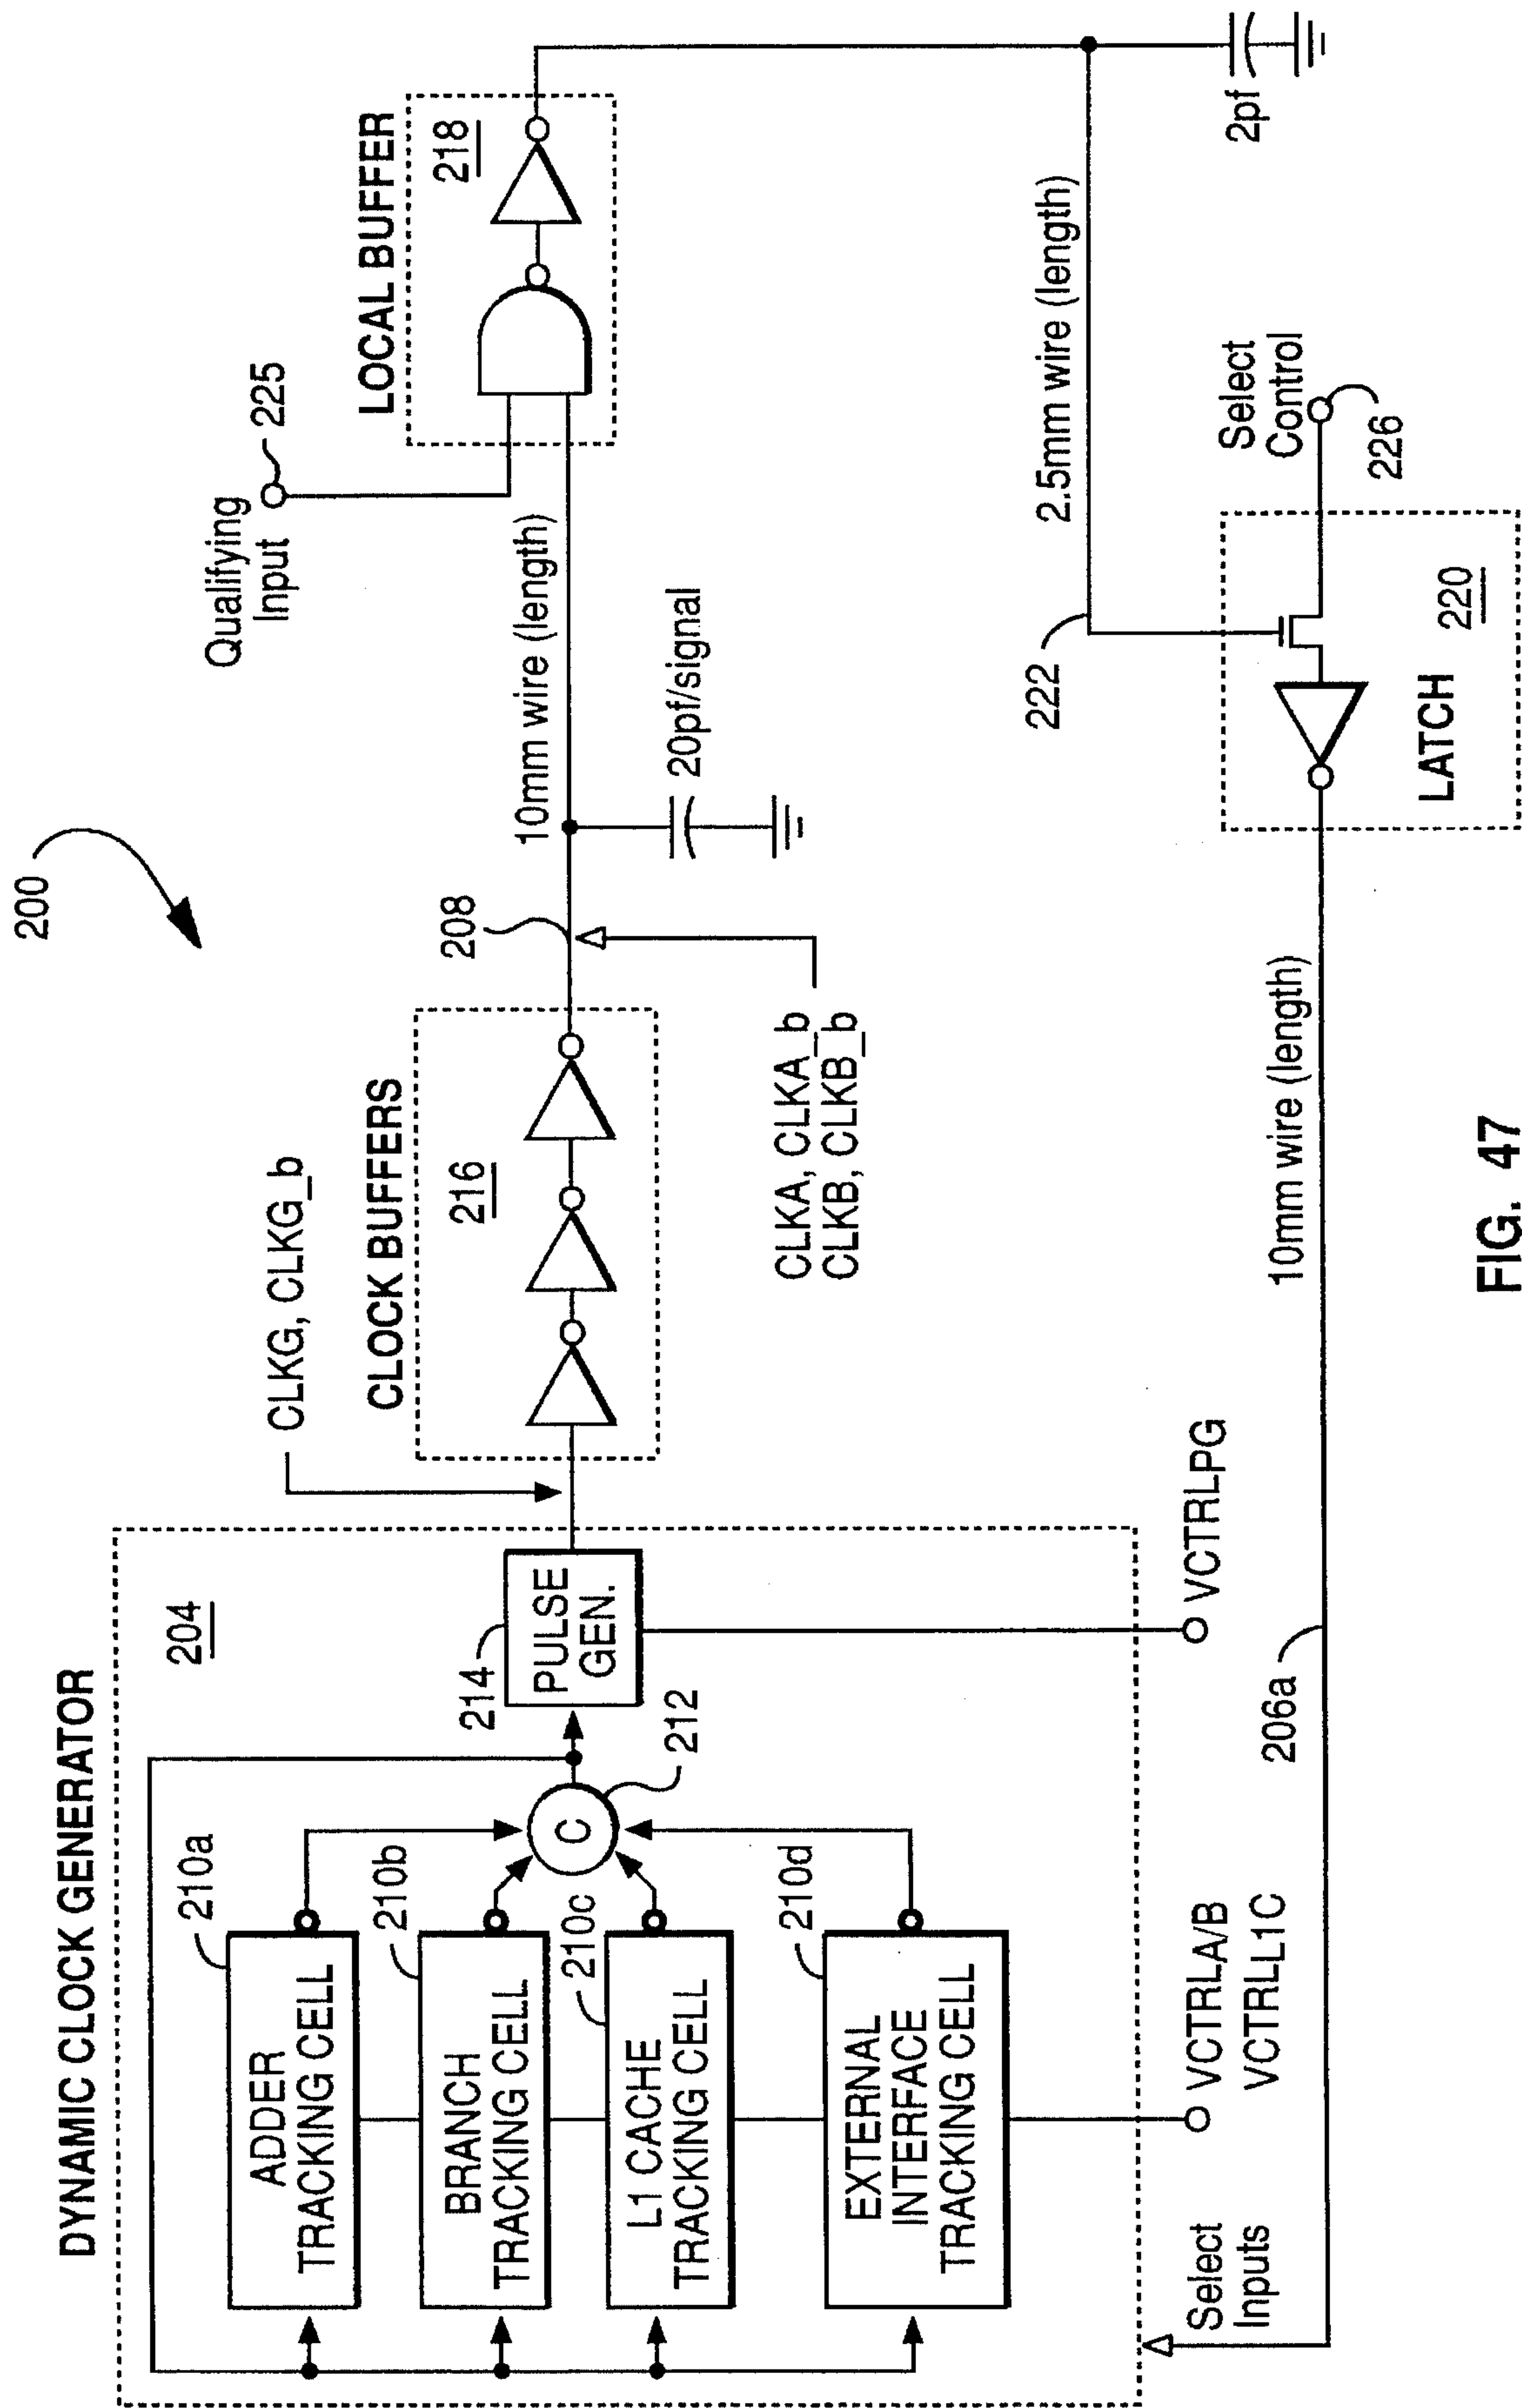 200
DYNAMIC CLOCK GENERATOR
204
210a
ADDER
TRACKING CELL
210b
BRANCH
TRACKING CELL
210c
L1 CACHE
TRACKING CELL
210d
EXTERNAL
INTERFACE
TRACKING CELL
C
212
214
PULSE
GEN.
VCTRLPG
VCTRLA/B
VCTRLL1C
Select
Inputs
CLKG, CLKG_b
CLOCK BUFFERS
216
208
CLKA, CLKA_b
CLKB, CLKB_b
10mm wire (length)
20pf/signal
Qualifying
Input
225
LOCAL BUFFER
218
2pf
2.5mm wire (length)
222
Select
Control
226
220
LATCH
10mm wire (length)
206a
FIG. 47